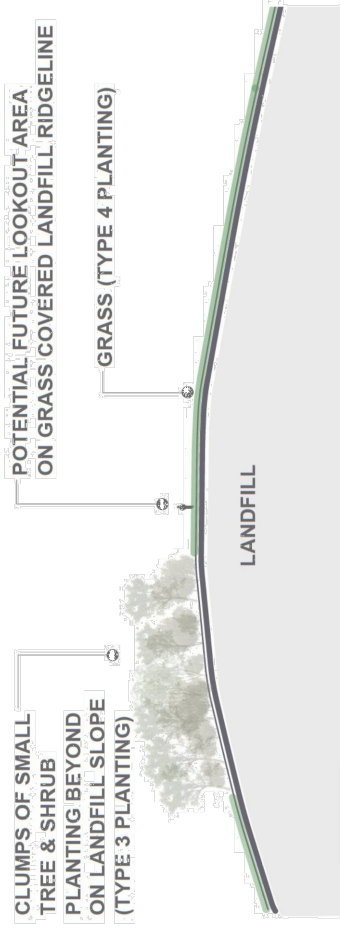 CLUMPS OF SMALL
TREE & SHRUB
PLANTING BEYOND
ON LANDFILL SLOPE
(TYPE 3 PLANTING)
POTENTIAL FUTURE LOOKOUT AREA
ON GRASS COVERED LANDFILL RIDGELINE
GRASS (TYPE 4 PLANTING)
LANDFILL